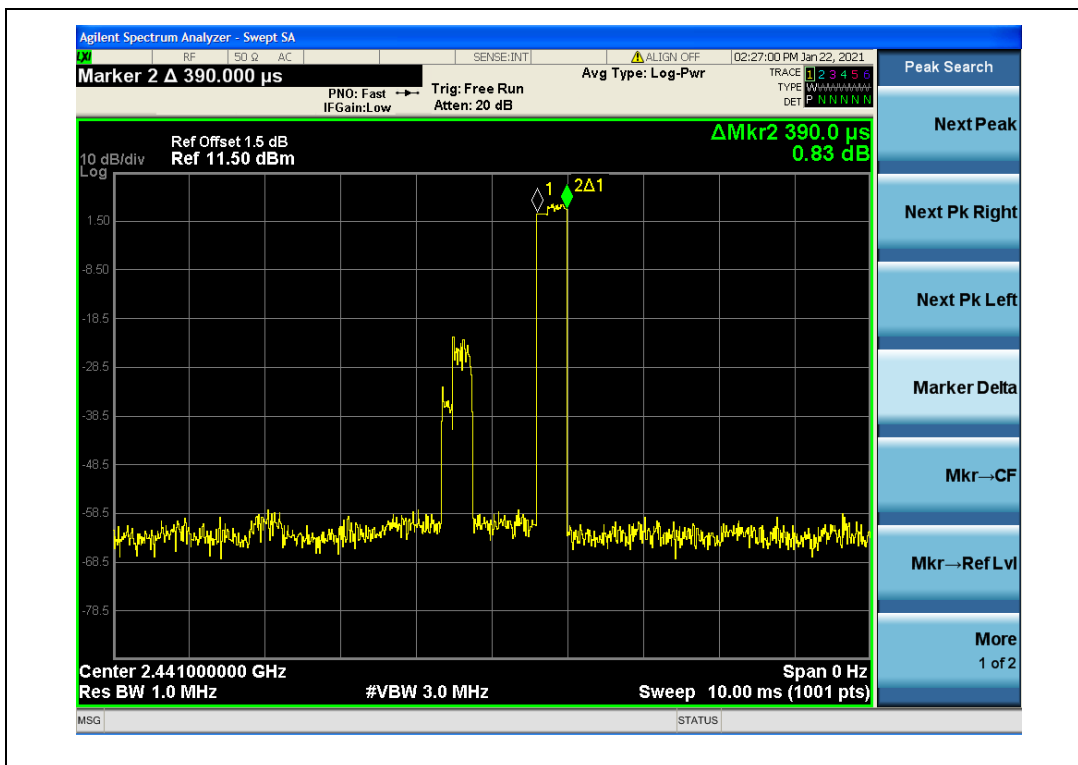 Agilent Spectrum Analyzer - Swept SA
LXI RF 50 Ω AC SENSE:INT ALIGN OFF 02:27:00 PM Jan 22, 2021
Marker 2 Δ 390.000 µs
PNO: Fast
IFGain:Low
Trig: Free Run
Atten: 20 dB
Avg Type: Log-Pwr
TRACE 1 2 3 4 5 6
TYPE WWWWWWW
DET P N N N N N
ΔMkr2 390.0 µs
0.83 dB
Ref Offset 1.5 dB
10 dB/div Ref 11.50 dBm
Log
1
2Δ1
1.50
-8.50
-18.5
-28.5
-38.5
-48.5
-58.5
-68.5
-78.5
Center 2.441000000 GHz Span 0 Hz
Res BW 1.0 MHz #VBW 3.0 MHz Sweep 10.00 ms (1001 pts)
MSG STATUS
Peak Search
Next Peak
Next Pk Right
Next Pk Left
Marker Delta
Mkr→CF
Mkr→Ref Lvl
More
1 of 2